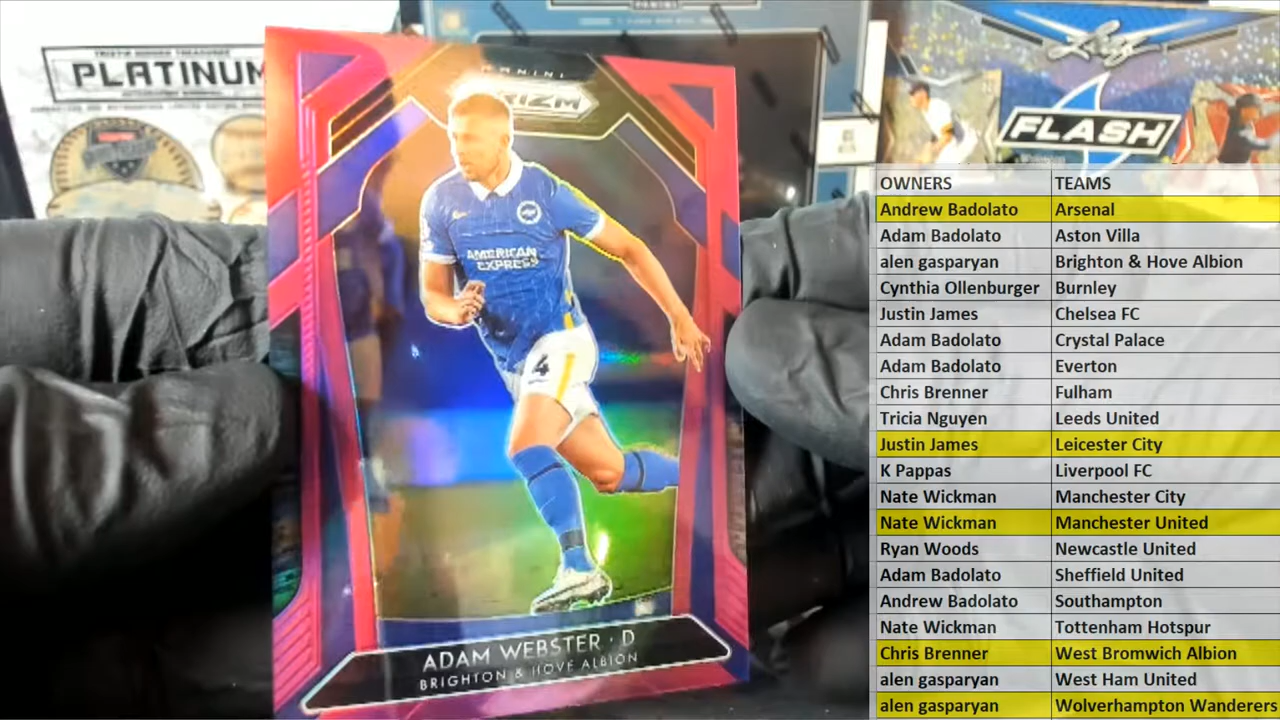 PLATINUM
PANINI
PRIZM
AMERICAN
EXPRESS
4
ADAM WEBSTER · D
BRIGHTON & HOVE ALBION
PANINI
Leaf
FLASH
OWNERS TEAMS
Andrew Badolato Arsenal
Adam Badolato Aston Villa
alen gasparyan Brighton & Hove Albion
Cynthia Ollenburger Burnley
Justin James Chelsea FC
Adam Badolato Crystal Palace
Adam Badolato Everton
Chris Brenner Fulham
Tricia Nguyen Leeds United
Justin James Leicester City
K Pappas Liverpool FC
Nate Wickman Manchester City
Nate Wickman Manchester United
Ryan Woods Newcastle United
Adam Badolato Sheffield United
Andrew Badolato Southampton
Nate Wickman Tottenham Hotspur
Chris Brenner West Bromwich Albion
alen gasparyan West Ham United
alen gasparyan Wolverhampton Wanderers